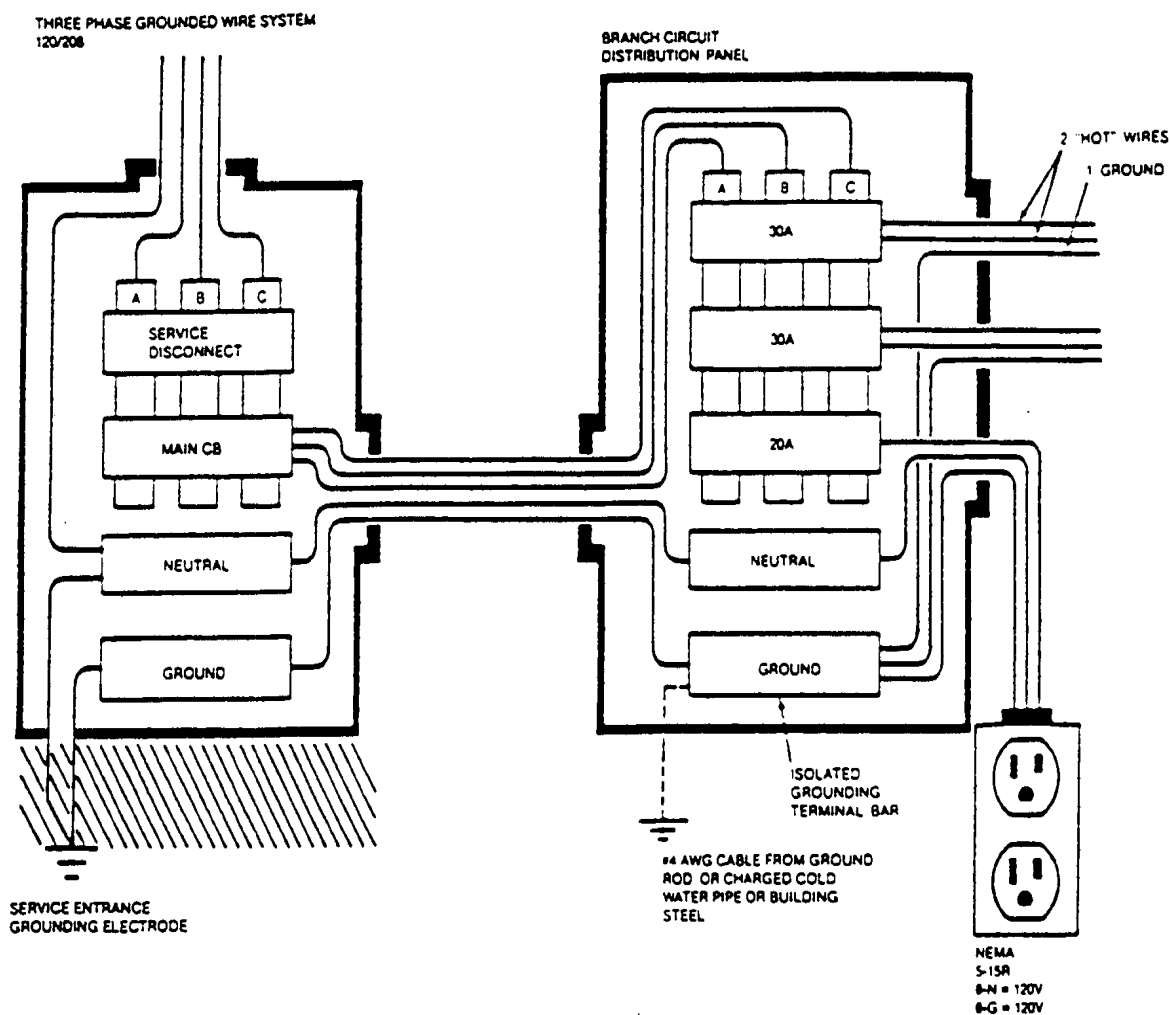 THREE PHASE GROUNDED WIRE SYSTEM
120/208
BRANCH CIRCUIT
DISTRIBUTION PANEL
2 "HOT" WIRES
1 GROUND
A
B
C
30A
A
B
C
SERVICE
DISCONNECT
30A
MAIN CB
20A
NEUTRAL
NEUTRAL
GROUND
GROUND
ISOLATED
GROUNDING
TERMINAL BAR
#4 AWG CABLE FROM GROUND
ROD OR CHARGED COLD
WATER PIPE OR BUILDING
STEEL
SERVICE ENTRANCE
GROUNDING ELECTRODE
NEMA
5-15R
B-N = 120V
B-G = 120V